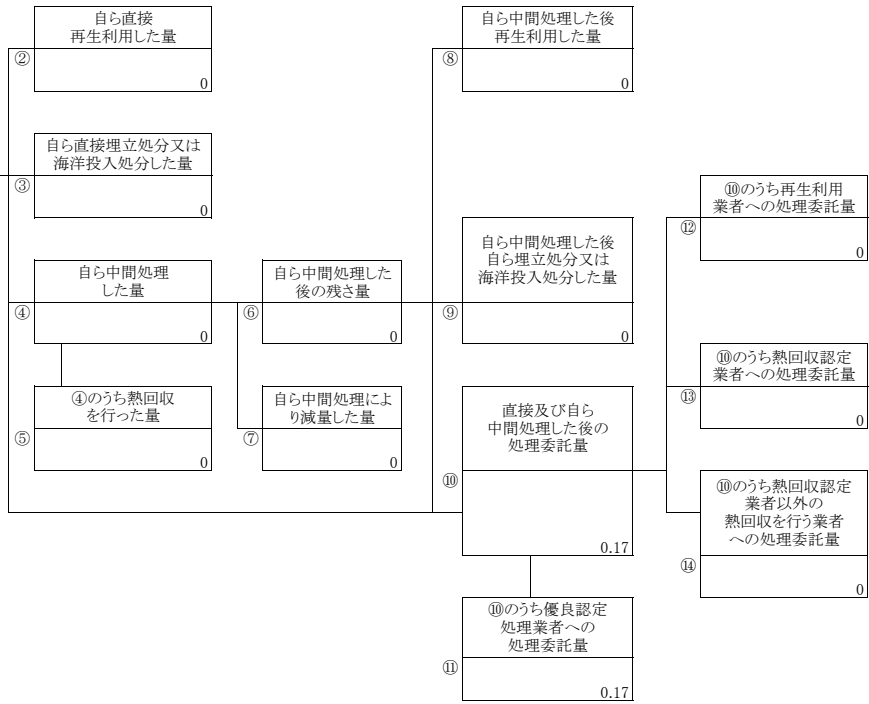 自ら直接
再生利用した量
②
0
自ら中間処理した後
再生利用した量
⑧
0
自ら直接埋立処分又は
海洋投入処分した量
③
0
⑩のうち再生利用
業者への処理委託量
⑫
0
自ら中間処理
した量
④
0
自ら中間処理した
後の残さ量
⑥
0
自ら中間処理した後
自ら埋立処分又は
海洋投入処分した量
⑨
0
⑩のうち熱回収認定
業者への処理委託量
⑬
0
④のうち熱回収
を行った量
⑤
0
自ら中間処理によ
り減量した量
⑦
0
直接及び自ら
中間処理した後の
処理委託量
⑩
0.17
⑩のうち熱回収認定
業者以外の
熱回収を行う業者
への処理委託量
⑭
0
⑩のうち優良認定
処理業者への
処理委託量
⑪
0.17